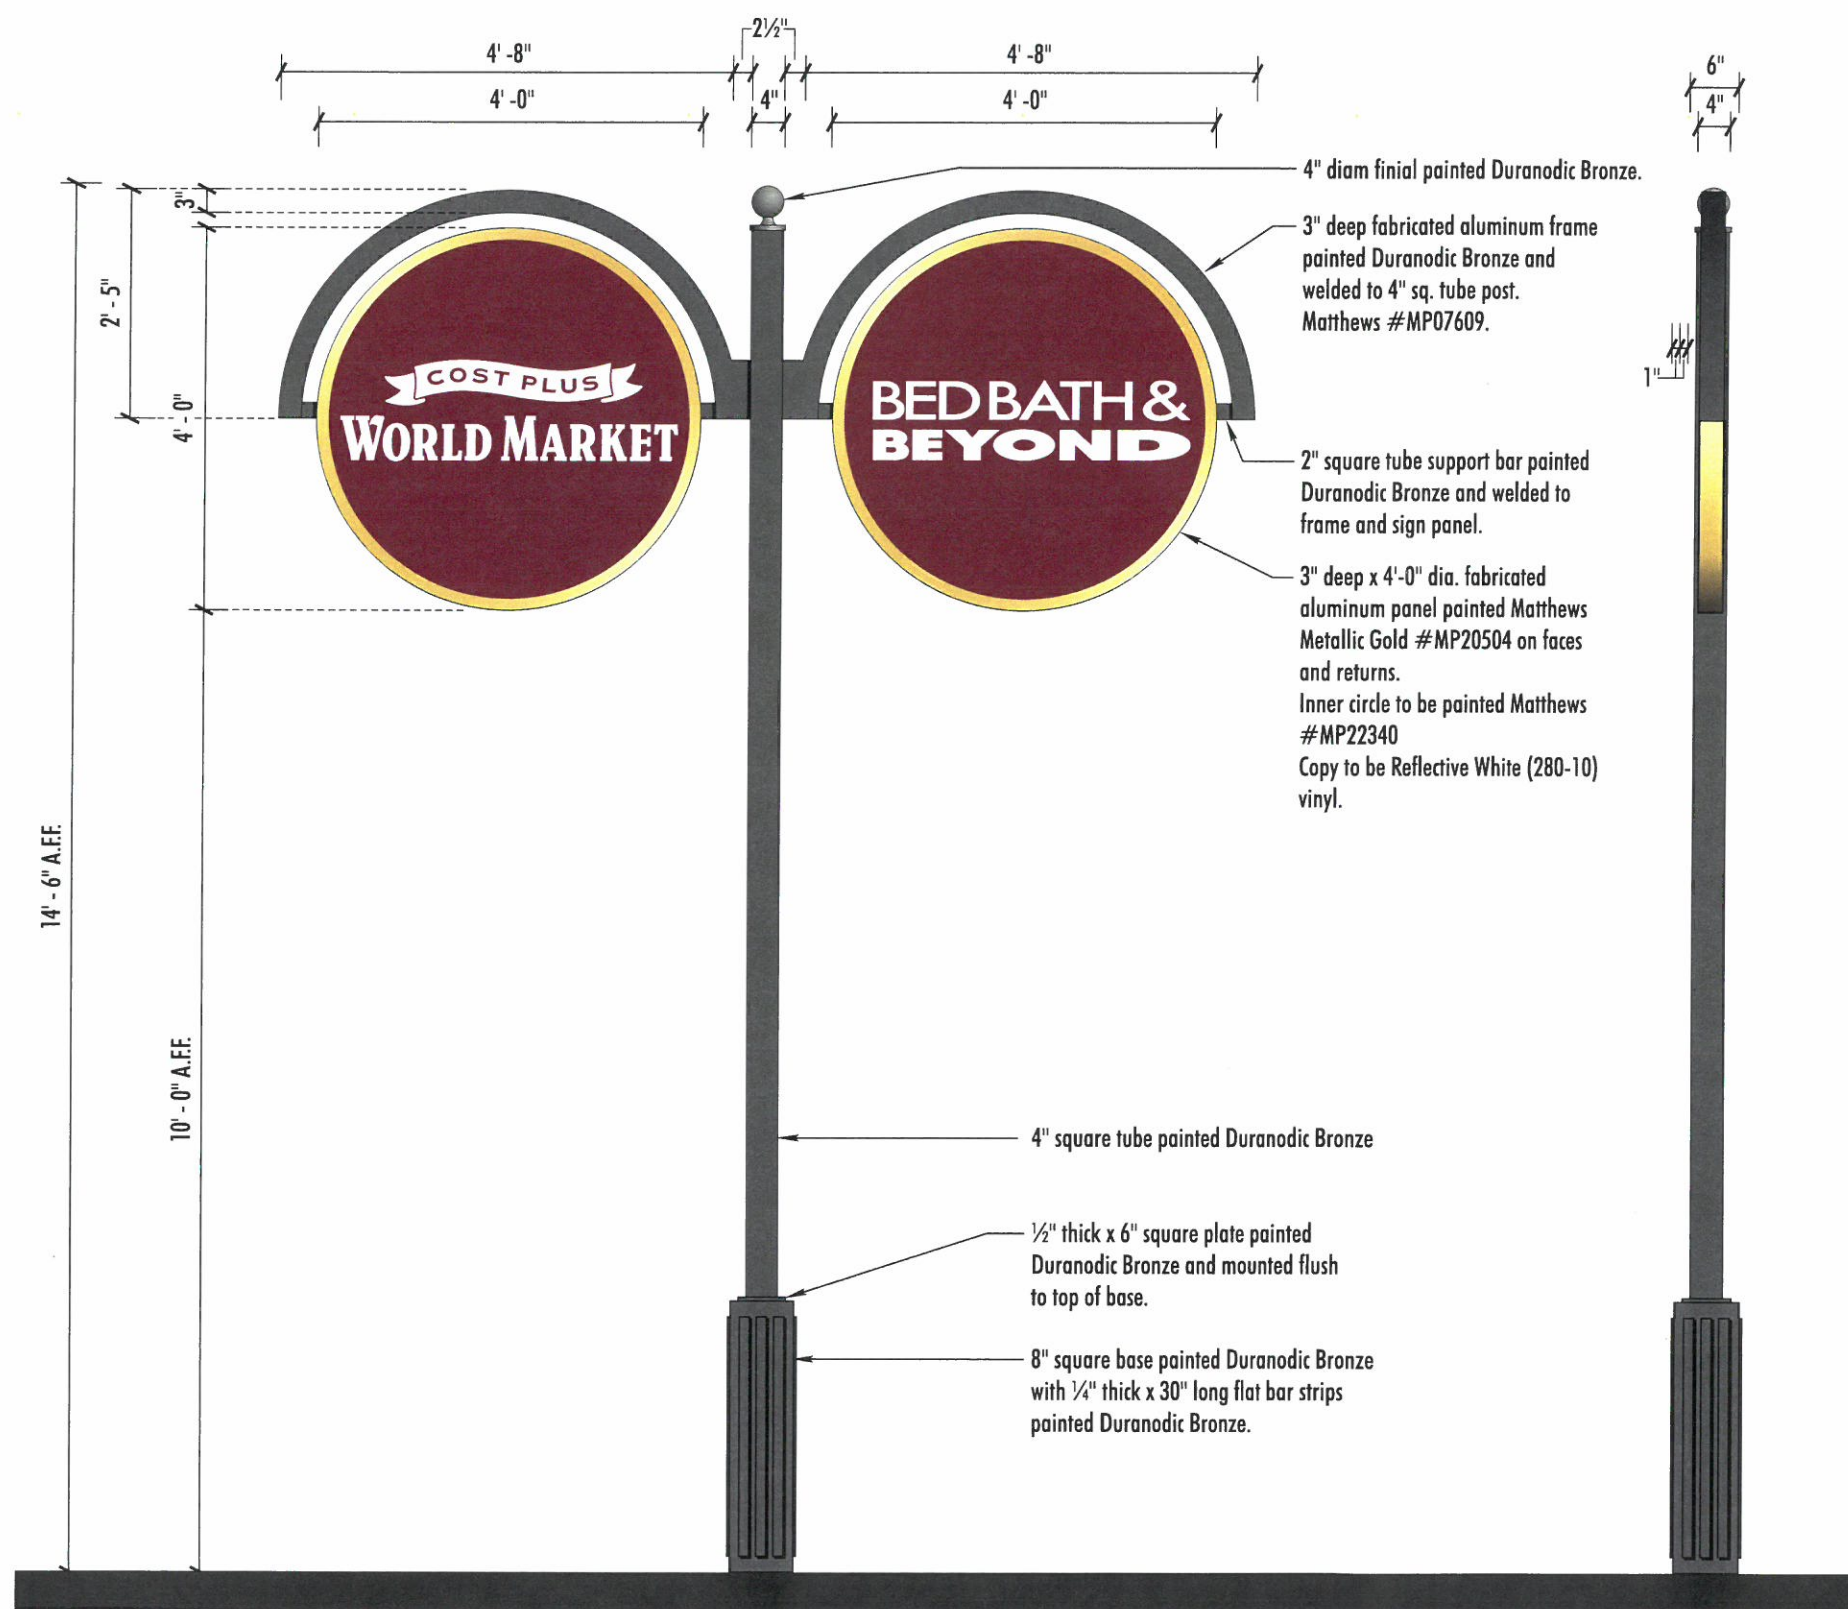 2½"
4' -8"
4' -8"
4' -0"
4"
4' -0"
6"
4"
3"
2' - 5"
4' - 0"
14' - 6" A.F.F.
10' - 0" A.F.F.
COST PLUS
WORLD MARKET
BED BATH &
BEYOND
4" diam finial painted Duranodic Bronze.
3" deep fabricated aluminum frame
painted Duranodic Bronze and
welded to 4" sq. tube post.
Matthews #MP07609.
1"
2" square tube support bar painted
Duranodic Bronze and welded to
frame and sign panel.
3" deep x 4'-0" dia. fabricated
aluminum panel painted Matthews
Metallic Gold #MP20504 on faces
and returns.
Inner circle to be painted Matthews
#MP22340
Copy to be Reflective White (280-10)
vinyl.
4" square tube painted Duranodic Bronze
½" thick x 6" square plate painted
Duranodic Bronze and mounted flush
to top of base.
8" square base painted Duranodic Bronze
with ¼" thick x 30" long flat bar strips
painted Duranodic Bronze.